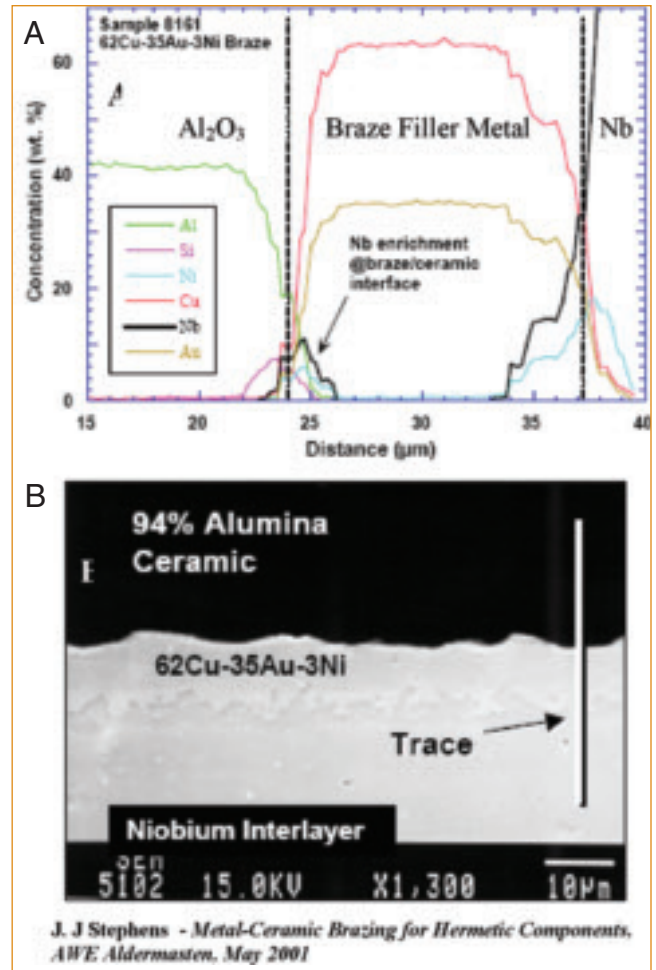 A
Sample 8161
62Cu-35Au-3Ni Braze
Al₂O₃
Braze Filler Metal
Nb
Concentration (wt. %)
60
40
20
0
Al
Si
Ni
Cu
Nb
Au
Nb enrichment
@braze/ceramic
interface
15
20
25
30
35
40
Distance (µm)
B
94% Alumina
Ceramic
62Cu-35Au-3Ni
Trace
Niobium Interlayer
5102 15.0KV X1,300 10µm
J. J Stephens - Metal-Ceramic Brazing for Hermetic Components,
AWE Aldermasten, May 2001